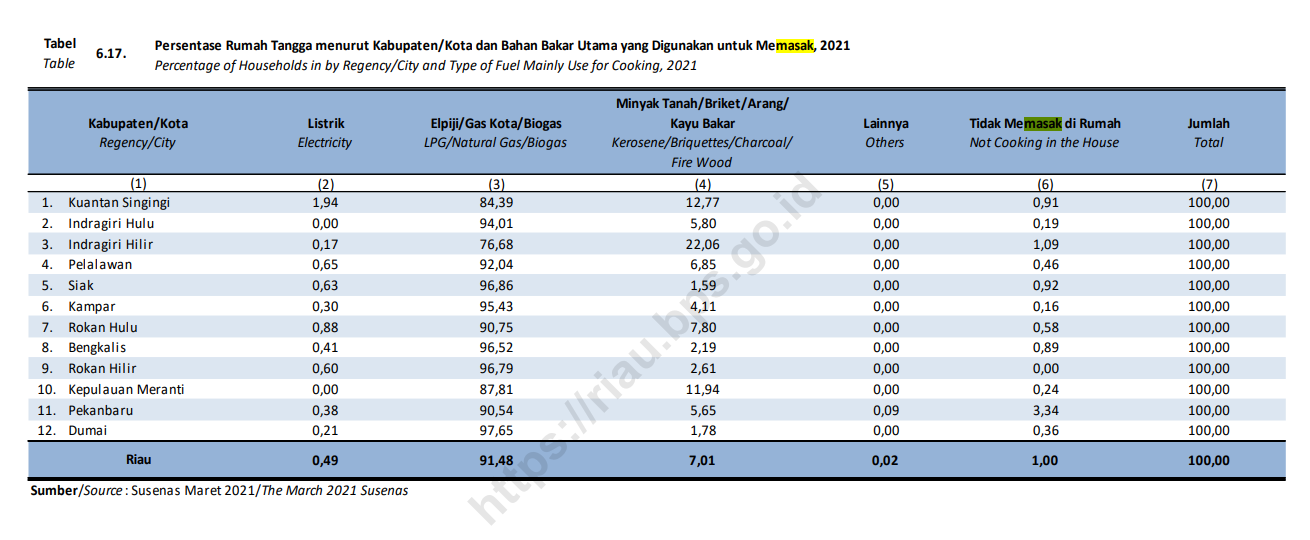 Tabel 6.17. Persentase Rumah Tangga menurut Kabupaten/Kota dan Bahan Bakar Utama yang Digunakan untuk Memasak, 2021
Table Percentage of Households in by Regency/City and Type of Fuel Mainly Use for Cooking, 2021
Minyak Tanah/Briket/Arang/
Kabupaten/Kota Listrik Elpiji/Gas Kota/Biogas Kayu Bakar Lainnya Tidak Memasak di Rumah Jumlah
Regency/City Electricity LPG/Natural Gas/Biogas Kerosene/Briquettes/Charcoal/ Others Not Cooking in the House Total
Fire Wood
(1) (2) (3) (4) (5) (6) (7)
1. Kuantan Singingi 1,94 84,39 12,77 0,00 0,91 100,00
2. Indragiri Hulu 0,00 94,01 5,80 0,00 0,19 100,00
3. Indragiri Hilir 0,17 76,68 22,06 0,00 1,09 100,00
4. Pelalawan 0,65 92,04 6,85 0,00 0,46 100,00
5. Siak 0,63 96,86 1,59 0,00 0,92 100,00
6. Kampar 0,30 95,43 4,11 0,00 0,16 100,00
7. Rokan Hulu 0,88 90,75 7,80 0,00 0,58 100,00
8. Bengkalis 0,41 96,52 2,19 0,00 0,89 100,00
9. Rokan Hilir 0,60 96,79 2,61 0,00 0,00 100,00
10. Kepulauan Meranti 0,00 87,81 11,94 0,00 0,24 100,00
11. Pekanbaru 0,38 90,54 5,65 0,09 3,34 100,00
12. Dumai 0,21 97,65 1,78 0,00 0,36 100,00
Riau 0,49 91,48 7,01 0,02 1,00 100,00
Sumber/Source : Susenas Maret 2021/The March 2021 Susenas
https://riau.bps.go.id